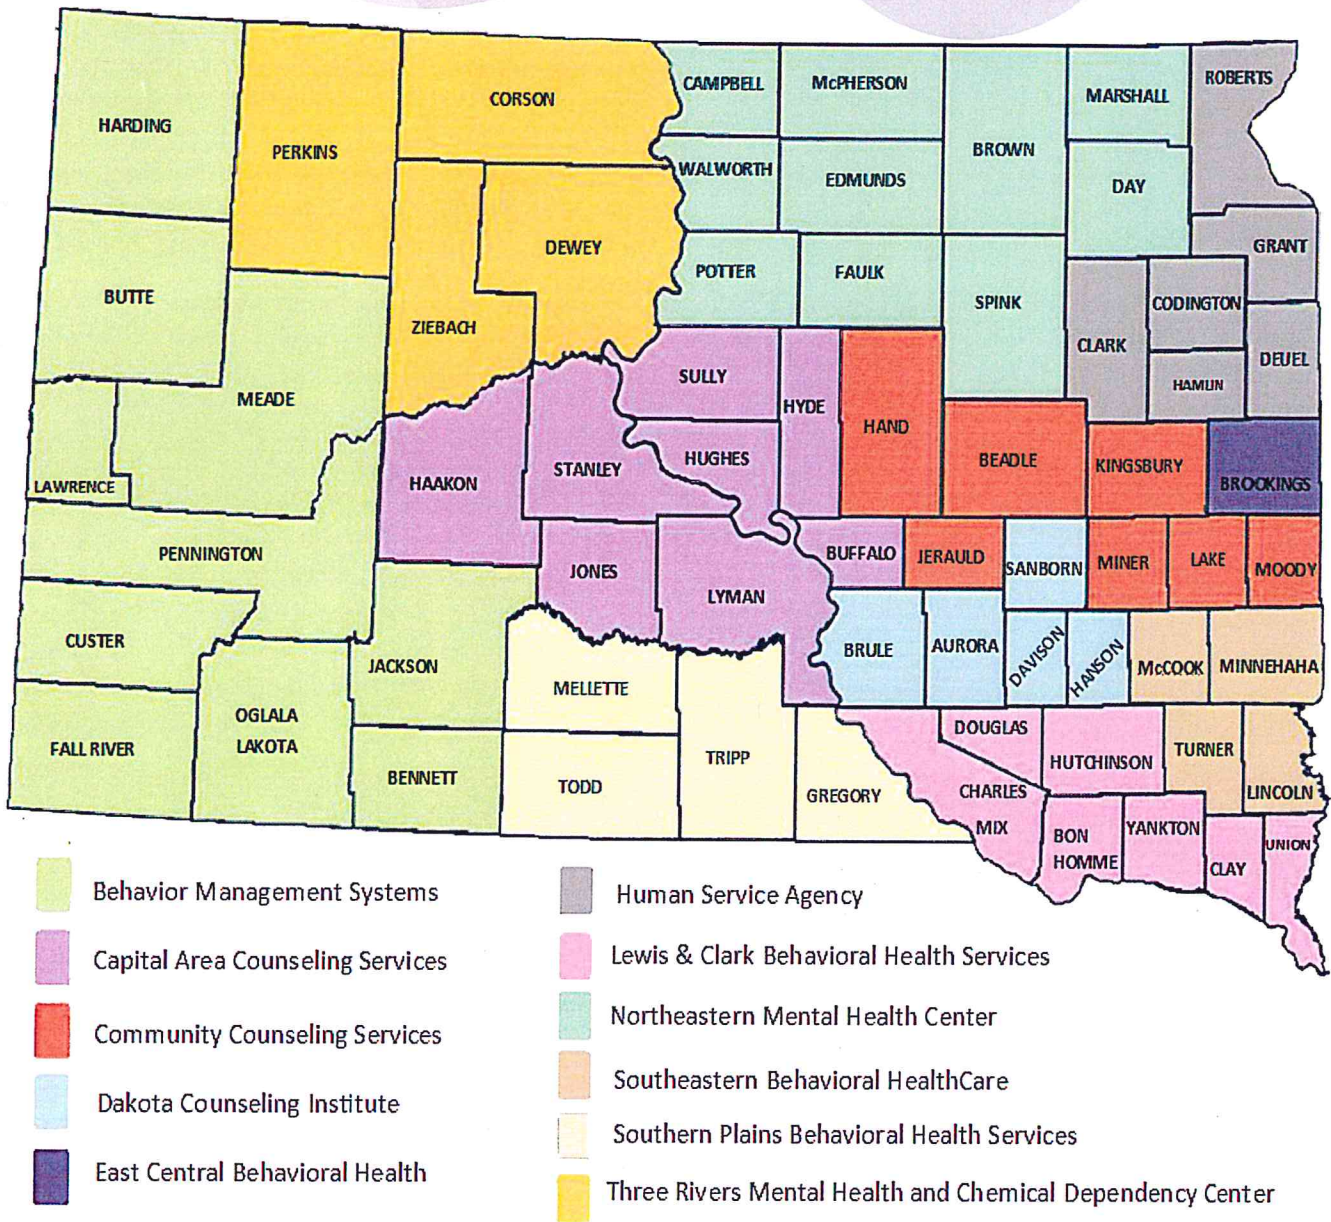 CAMPBELL
McPHERSON
ROBERTS
MARSHALL
CORSON
HARDING
PERKINS
BROWN
WALWORTH
EDMUNDS
DAY
DEWEY
GRANT
POTTER
FAULK
BUTTE
SPINK
CODINGTON
ZIEBACH
CLARK
DEUEL
SULLY
HAMLIN
MEADE
HYDE
HAND
HUGHES
BEADLE
KINGSBURY
STANLEY
HAAKON
BROOKINGS
LAWRENCE
PENNINGTON
BUFFALO
JERAULD
SANBORN
MINER
LAKE
MOODY
JONES
LYMAN
CUSTER
JACKSON
BRULE
AURORA
DAVISON
HANSON
McCOOK
MINNEHAHA
MELLETTE
OGLALA
LAKOTA
FALL RIVER
DOUGLAS
TURNER
HUTCHINSON
TRIPP
BENNETT
TODD
GREGORY
CHARLES
MIX
LINCOLN
BON
HOMME
YANKTON
CLAY
UNION
Behavior Management Systems
Capital Area Counseling Services
Community Counseling Services
Dakota Counseling Institute
East Central Behavioral Health
Human Service Agency
Lewis & Clark Behavioral Health Services
Northeastern Mental Health Center
Southeastern Behavioral HealthCare
Southern Plains Behavioral Health Services
Three Rivers Mental Health and Chemical Dependency Center